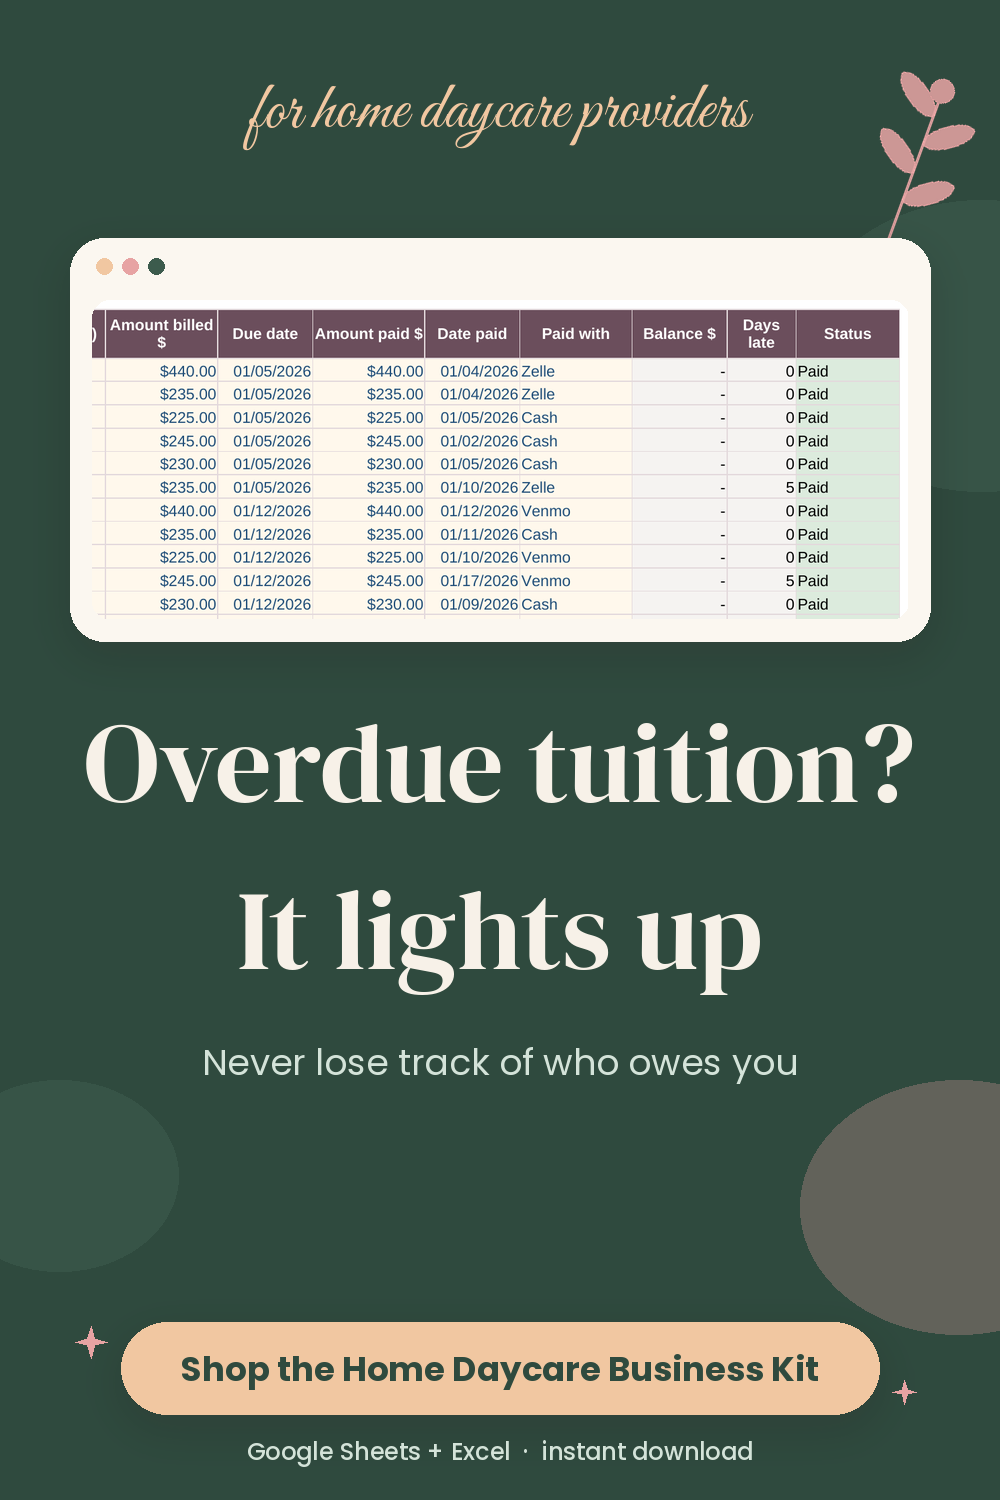 for home daycare providers
) Amount billed $ Due date Amount paid $ Date paid Paid with Balance $ Days late Status
$440.00 01/05/2026 $440.00 01/04/2026 Zelle - 0 Paid
$235.00 01/05/2026 $235.00 01/04/2026 Zelle - 0 Paid
$225.00 01/05/2026 $225.00 01/05/2026 Cash - 0 Paid
$245.00 01/05/2026 $245.00 01/02/2026 Cash - 0 Paid
$230.00 01/05/2026 $230.00 01/05/2026 Cash - 0 Paid
$235.00 01/05/2026 $235.00 01/10/2026 Zelle - 5 Paid
$440.00 01/12/2026 $440.00 01/12/2026 Venmo - 0 Paid
$235.00 01/12/2026 $235.00 01/11/2026 Cash - 0 Paid
$225.00 01/12/2026 $225.00 01/10/2026 Venmo - 0 Paid
$245.00 01/12/2026 $245.00 01/17/2026 Venmo - 5 Paid
$230.00 01/12/2026 $230.00 01/09/2026 Cash - 0 Paid
Overdue tuition?
It lights up
Never lose track of who owes you
Shop the Home Daycare Business Kit
Google Sheets + Excel · instant download